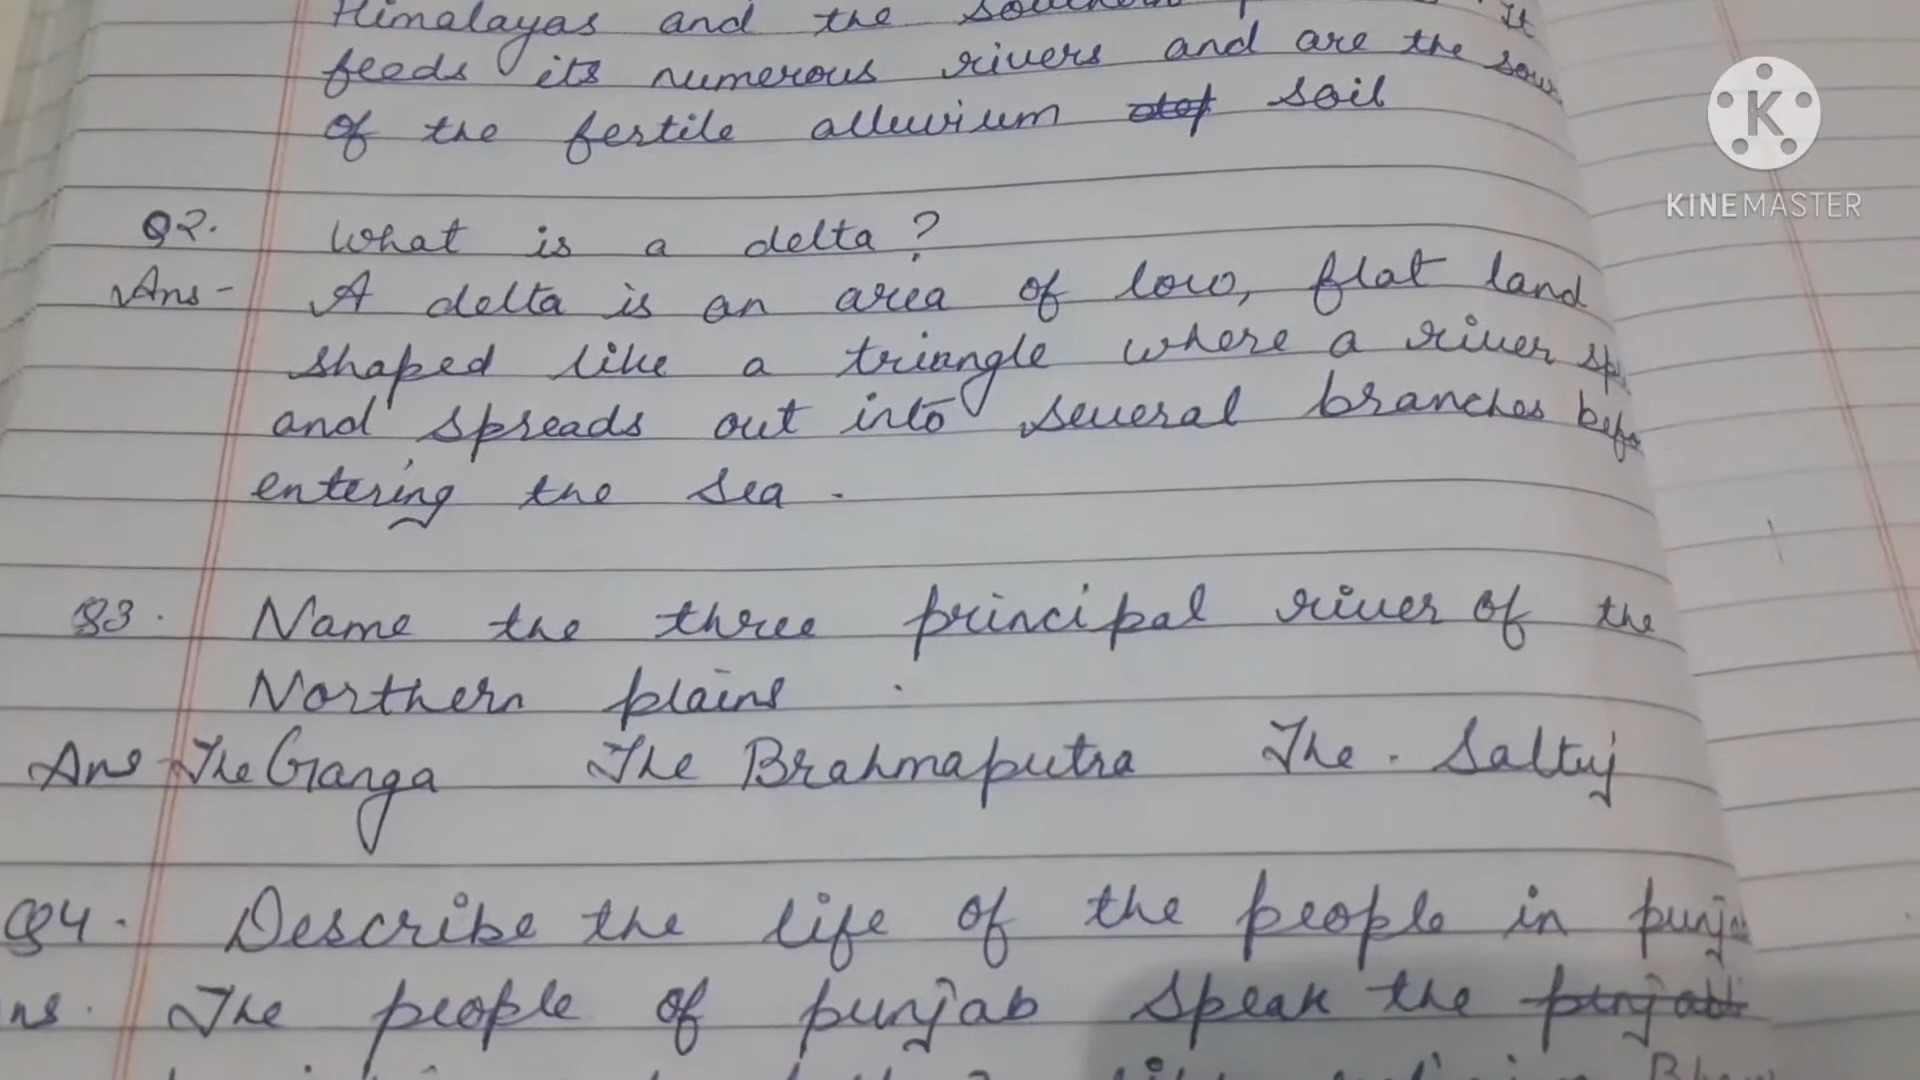 Himalayas and the It
feeds its numerous rivers and are the
of the fertile alluvium soil
K
KINEMASTER
Q2. What is a delta?
Ans- A delta is an area of low, flat land
shaped like a triangle where a river
and spreads out into several branches
entering the sea.
Q3. Name the three principal river of the
Northern plains.
Ans The Ganga The Brahmaputra The. Saltuj
Q4. Describe the life of the people in
The people of punjab speak the